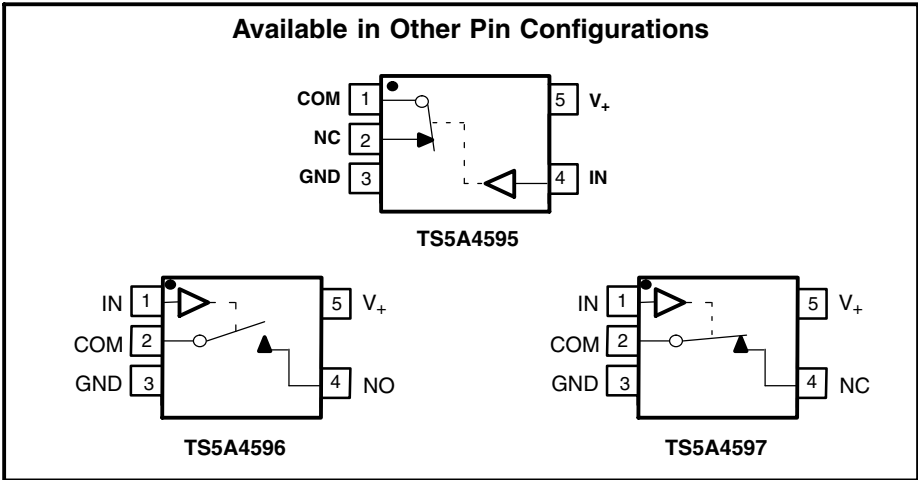 Available in Other Pin Configurations
COM 1 5 V+
NC 2
GND 3 4 IN
TS5A4595
IN 1 5 V+
COM 2
GND 3 4 NO
TS5A4596
IN 1 5 V+
COM 2
GND 3 4 NC
TS5A4597